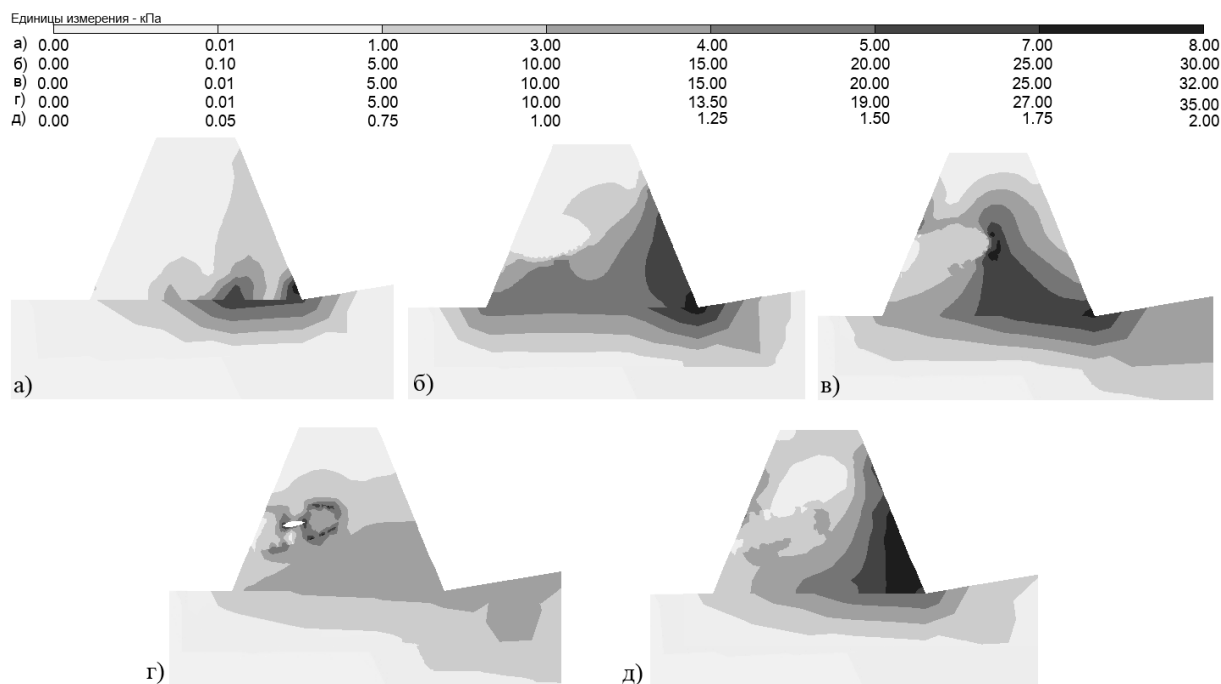 Единицы измерения - кПа
а) 0.00 0.01 1.00 3.00 4.00 5.00 7.00 8.00
б) 0.00 0.10 5.00 10.00 15.00 20.00 25.00 30.00
в) 0.00 0.01 5.00 10.00 15.00 20.00 25.00 32.00
г) 0.00 0.01 5.00 10.00 13.50 19.00 27.00 35.00
д) 0.00 0.05 0.75 1.00 1.25 1.50 1.75 2.00
а) б) в)
г) д)